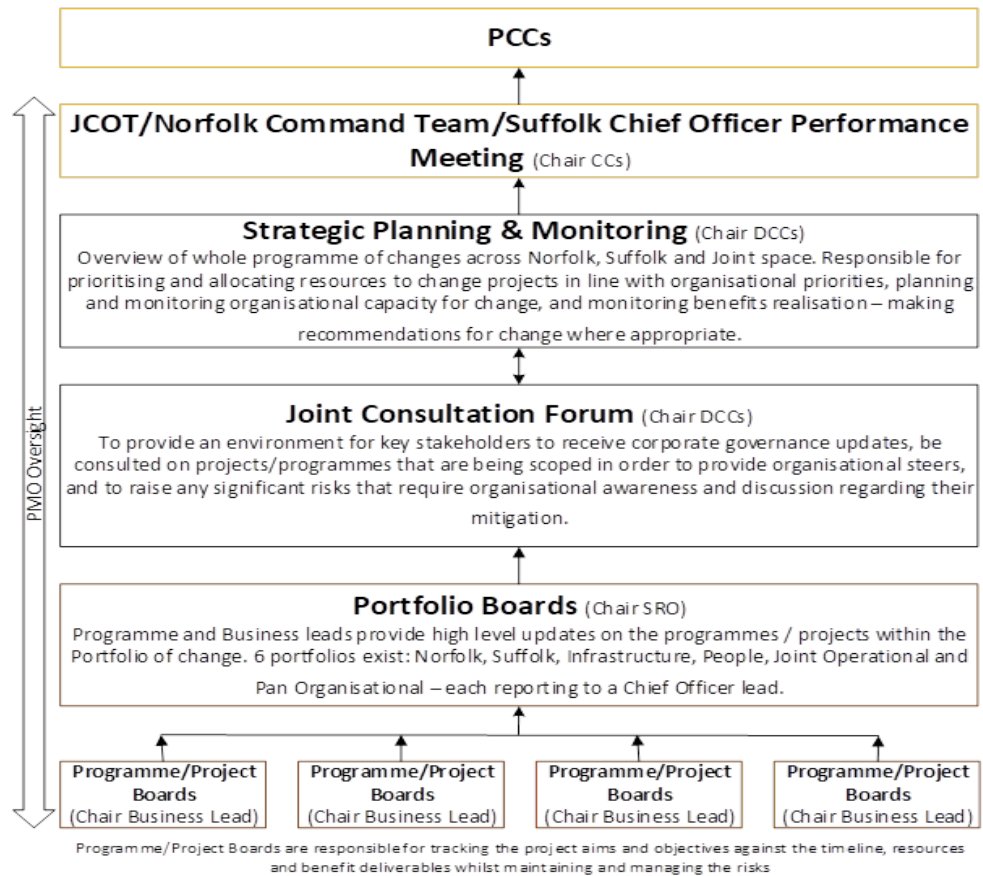 PCCs
JCOT/Norfolk Command Team/Suffolk Chief Officer Performance
Meeting (Chair CCs)
Strategic Planning & Monitoring (Chair DCCs)
Overview of whole programme of changes across Norfolk, Suffolk and Joint space. Responsible for
prioritising and allocating resources to change projects in line with organisational priorities, planning
and monitoring organisational capacity for change, and monitoring benefits realisation – making
recommendations for change where appropriate.
PMO Oversight
Joint Consultation Forum (Chair DCCs)
To provide an environment for key stakeholders to receive corporate governance updates, be
consulted on projects/programmes that are being scoped in order to provide organisational steers,
and to raise any significant risks that require organisational awareness and discussion regarding their
mitigation.
Portfolio Boards (Chair SRO)
Programme and Business leads provide high level updates on the programmes / projects within the
Portfolio of change. 6 portfolios exist: Norfolk, Suffolk, Infrastructure, People, Joint Operational and
Pan Organisational – each reporting to a Chief Officer lead.
Programme/Project
Boards
(Chair Business Lead)
Programme/Project
Boards
(Chair Business Lead)
Programme/Project
Boards
(Chair Business Lead)
Programme/Project
Boards
(Chair Business Lead)
Programme/Project Boards are responsible for tracking the project aims and objectives against the timeline, resources
and benefit deliverables whilst maintaining and managing the risks